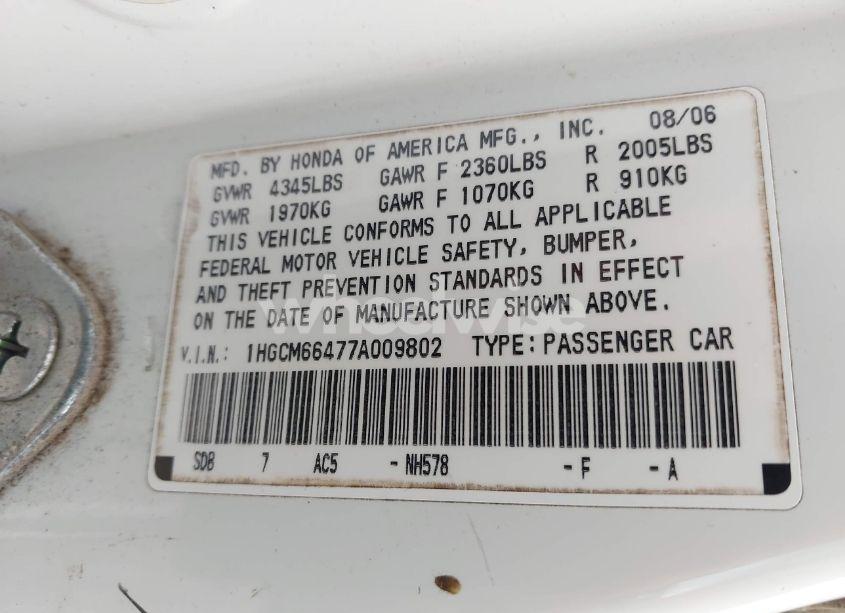 MFD. BY HONDA OF AMERICA MFG., INC. 08/06
GVWR 4345LBS GAWR F 2360LBS R 2005LBS
GVWR 1970KG GAWR F 1070KG R 910KG
THIS VEHICLE CONFORMS TO ALL APPLICABLE
FEDERAL MOTOR VEHICLE SAFETY, BUMPER,
AND THEFT PREVENTION STANDARDS IN EFFECT
ON THE DATE OF MANUFACTURE SHOWN ABOVE.
wheelwise
V.I.N.: 1HGCM66477A009802 TYPE: PASSENGER CAR
SDB 7 AC5 -NH578 -F -A